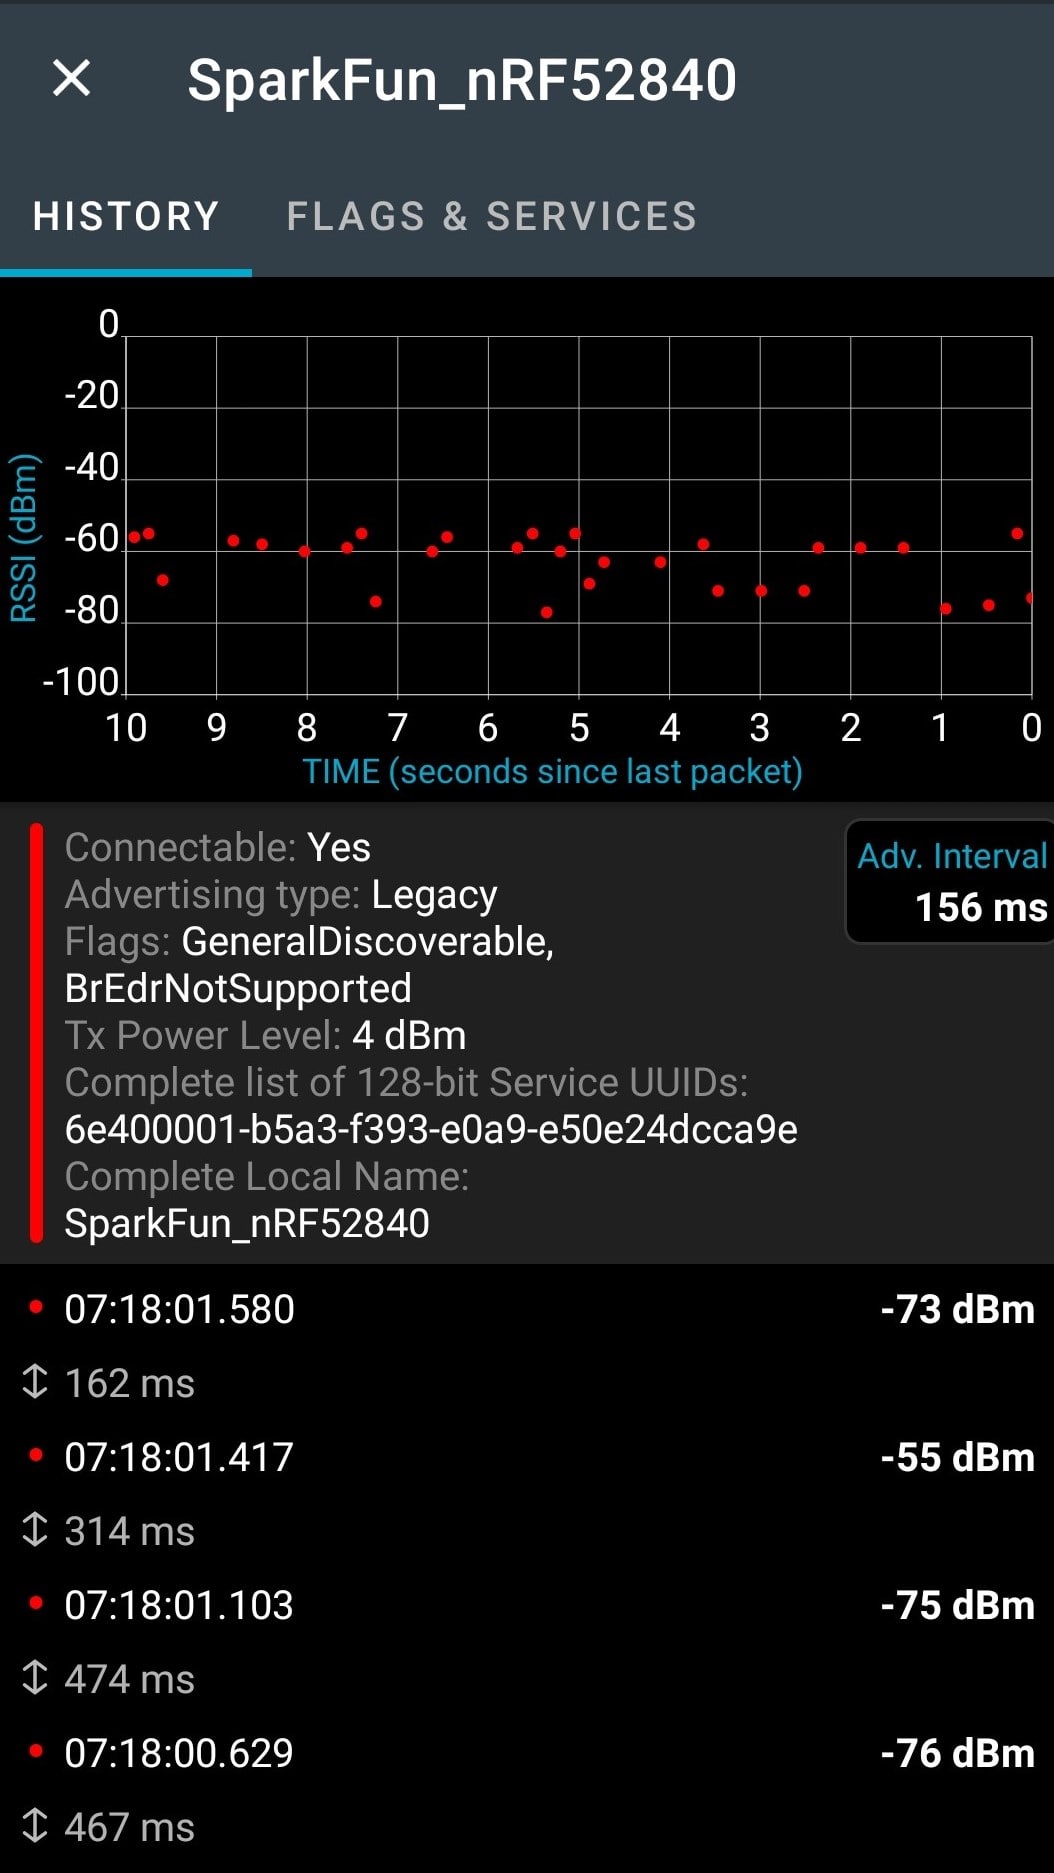 SparkFun_nRF52840
HISTORY FLAGS & SERVICES
0
-20
-40
-60
-80
-100
RSSI (dBm)
10 9 8 7 6 5 4 3 2 1 0
TIME (seconds since last packet)
Connectable: Yes
Advertising type: Legacy
Flags: GeneralDiscoverable,
BrEdrNotSupported
Tx Power Level: 4 dBm
Complete list of 128-bit Service UUIDs:
6e400001-b5a3-f393-e0a9-e50e24dcca9e
Complete Local Name:
SparkFun_nRF52840
Adv. Interval
156 ms
07:18:01.580 -73 dBm
162 ms
07:18:01.417 -55 dBm
314 ms
07:18:01.103 -75 dBm
474 ms
07:18:00.629 -76 dBm
467 ms